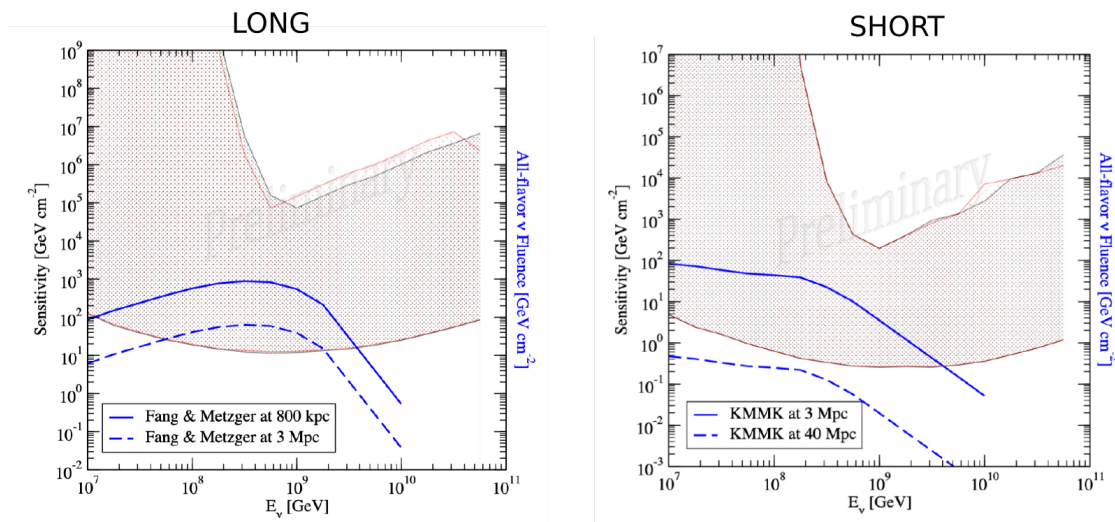 LONG
10^9
10^8
10^7
10^6
10^5
10^4
10^3
10^2
10^1
10^0
10^-1
10^-2
Sensitivity [GeV cm^-2]
All-flavor ν Fluence [GeV cm^-2]
Preliminary
Fang & Metzger at 800 kpc
Fang & Metzger at 3 Mpc
10^7 10^8 10^9 10^10 10^11
E_ν [GeV]
SHORT
10^7
10^6
10^5
10^4
10^3
10^2
10^1
10^0
10^-1
10^-2
10^-3
Sensitivity [GeV cm^-2]
All-flavor ν Fluence [GeV cm^-2]
Preliminary
KMMK at 3 Mpc
KMMK at 40 Mpc
10^7 10^8 10^9 10^10 10^11
E_ν [GeV]